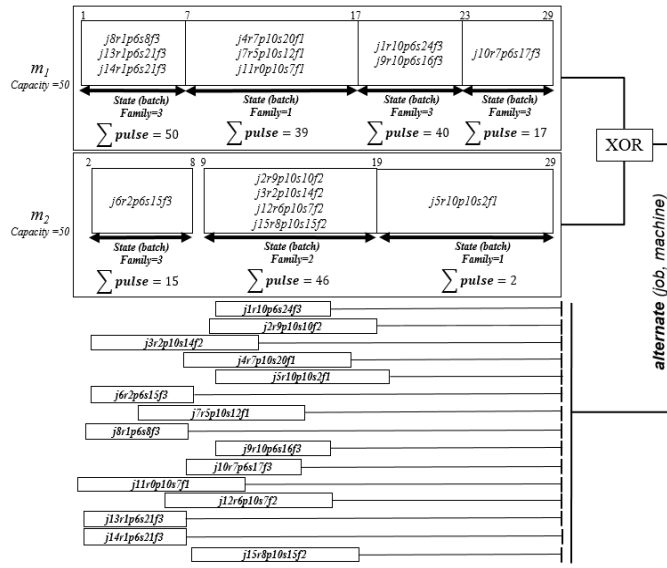 1 7 17 23 29
j8r1p6s8f3
j13r1p6s21f3
j14r1p6s21f3
j4r7p10s20f1
j7r5p10s12f1
j11r0p10s7f1
j1r10p6s24f3
j9r10p6s16f3
j10r7p6s17f3
m1
Capacity =50
State (batch)
Family=3
∑ pulse = 50
State (batch)
Family=1
∑ pulse = 39
State (batch)
Family=3
∑ pulse = 40
State (batch)
Family=3
∑ pulse = 17
XOR
2 8 9 19 29
j6r2p6s15f3
j2r9p10s10f2
j3r2p10s14f2
j12r6p10s7f2
j15r8p10s15f2
j5r10p10s2f1
m2
Capacity =50
State (batch)
Family=3
∑ pulse = 15
State (batch)
Family=2
∑ pulse = 46
State (batch)
Family=1
∑ pulse = 2
alternate (job, machine)
j1r10p6s24f3
j2r9p10s10f2
j3r2p10s14f2
j4r7p10s20f1
j5r10p10s2f1
j6r2p6s15f3
j7r5p10s12f1
j8r1p6s8f3
j9r10p6s16f3
j10r7p6s17f3
j11r0p10s7f1
j12r6p10s7f2
j13r1p6s21f3
j14r1p6s21f3
j15r8p10s15f2